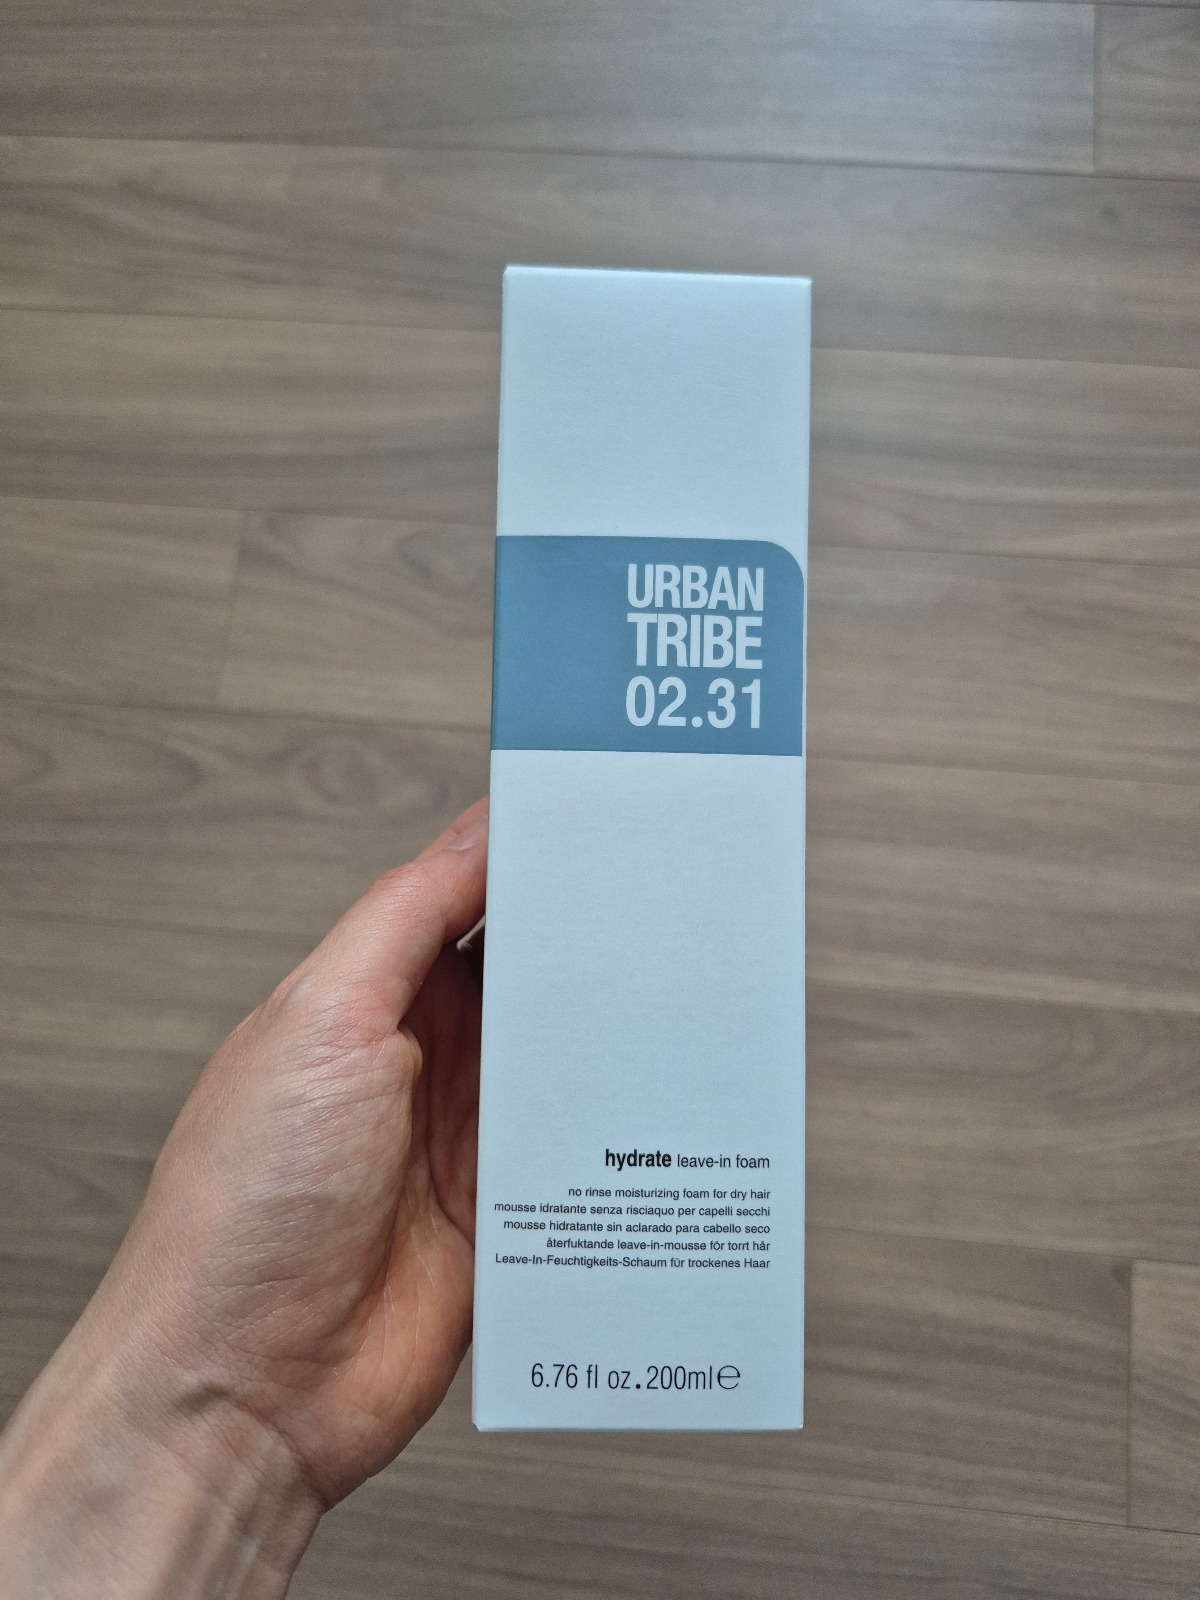 URBAN
TRIBE
02.31
hydrate leave-in foam
no rinse moisturizing foam for dry hair
mousse idratante senza risciaquo per capelli secchi
mousse hidratante sin aclarado para cabello seco
återfuktande leave-in-mousse för torrt hår
Leave-In-Feuchtigkeits-Schaum für trockenes Haar
6.76 fl oz.200ml℮